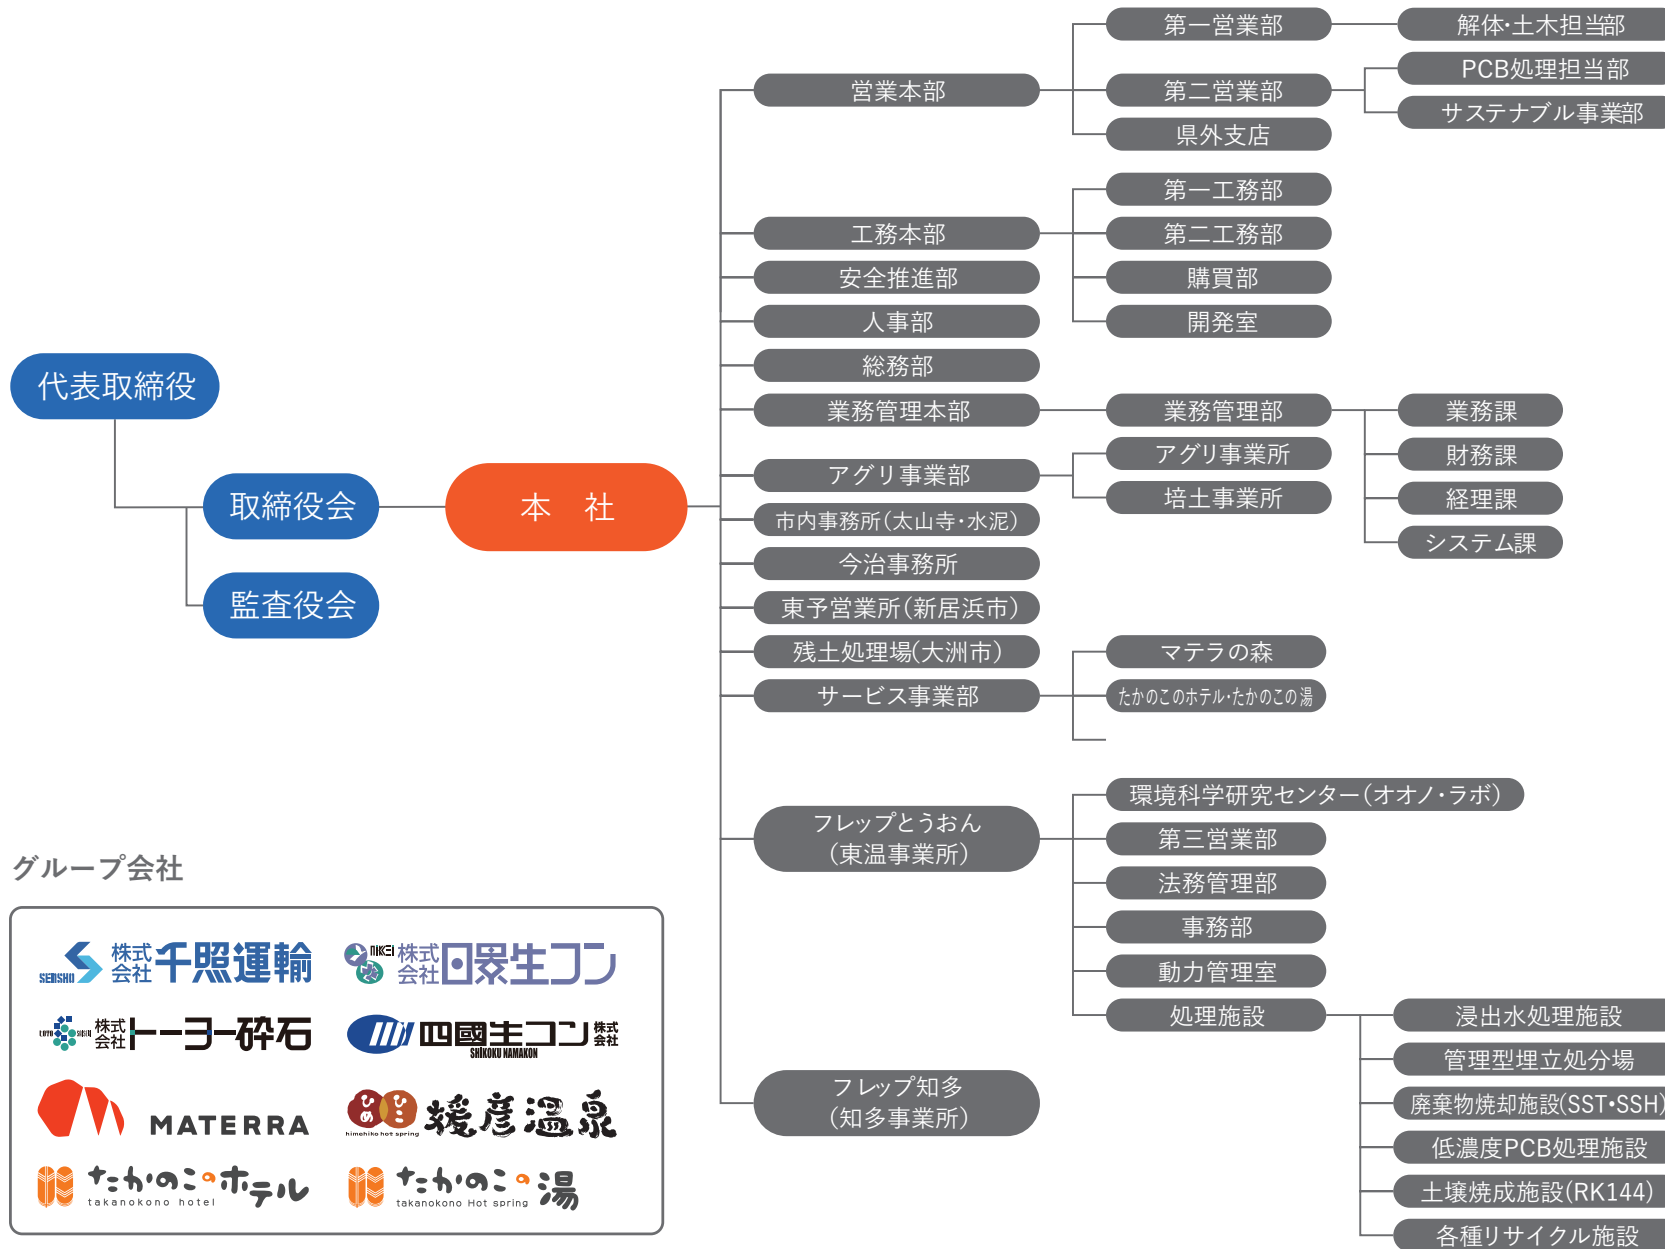 代表取締役
取締役会
監査役会
本　社
営業本部
第一営業部
解体・土木担当部
第二営業部
PCB処理担当部
サステナブル事業部
県外支店
工務本部
第一工務部
第二工務部
購買部
開発室
安全推進部
人事部
総務部
業務管理本部
業務管理部
業務課
財務課
経理課
システム課
アグリ事業部
アグリ事業所
培土事業所
市内事務所（太山寺・水泥）
今治事務所
東予営業所（新居浜市）
残土処理場（大洲市）
サービス事業部
マテラの森
たかのこのホテル・たかのこの湯
フレップとうおん
（東温事業所）
環境科学研究センター（オオノ・ラボ）
第三営業部
法務管理部
事務部
動力管理室
処理施設
浸出水処理施設
管理型埋立処分場
廃棄物焼却施設(SST・SSH)
低濃度PCB処理施設
土壌焼成施設(RK144)
各種リサイクル施設
フレップ知多
（知多事業所）
グループ会社
SENSHO 株式会社 千照運輸
NIKKEI 株式会社 日景生コン
株式会社 トーヨー砕石
四國生コン 株式会社
SHIKOKU NAMAKON
MATERRA
ひめ ひこ 媛彦温泉
himehiko hot spring
たかのこのホテル
takanokono hotel
たかのこの湯
takanokono Hot spring